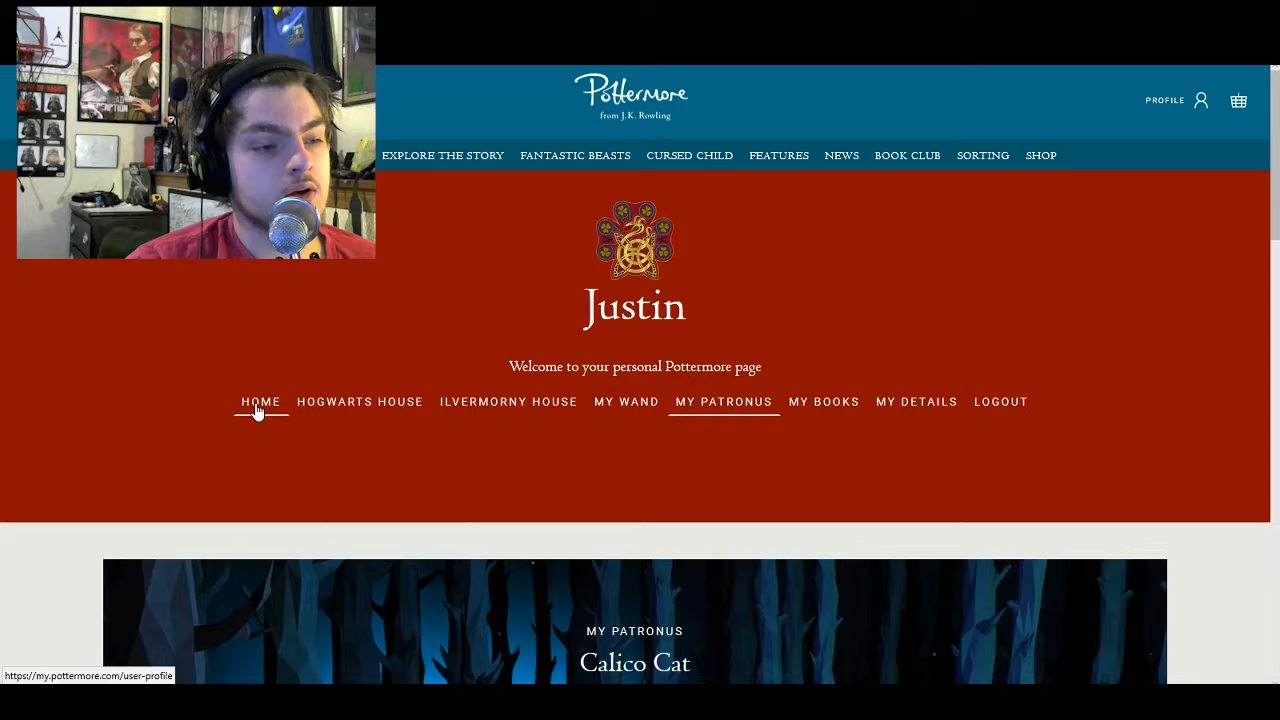 Pottermore
from J.K. Rowling
PROFILE
EXPLORE THE STORY FANTASTIC BEASTS CURSED CHILD FEATURES NEWS BOOK CLUB SORTING SHOP
Justin
Welcome to your personal Pottermore page
HOME HOGWARTS HOUSE ILVERMORNY HOUSE MY WAND MY PATRONUS MY BOOKS MY DETAILS LOGOUT
MY PATRONUS
Calico Cat
https://my.pottermore.com/user-profile